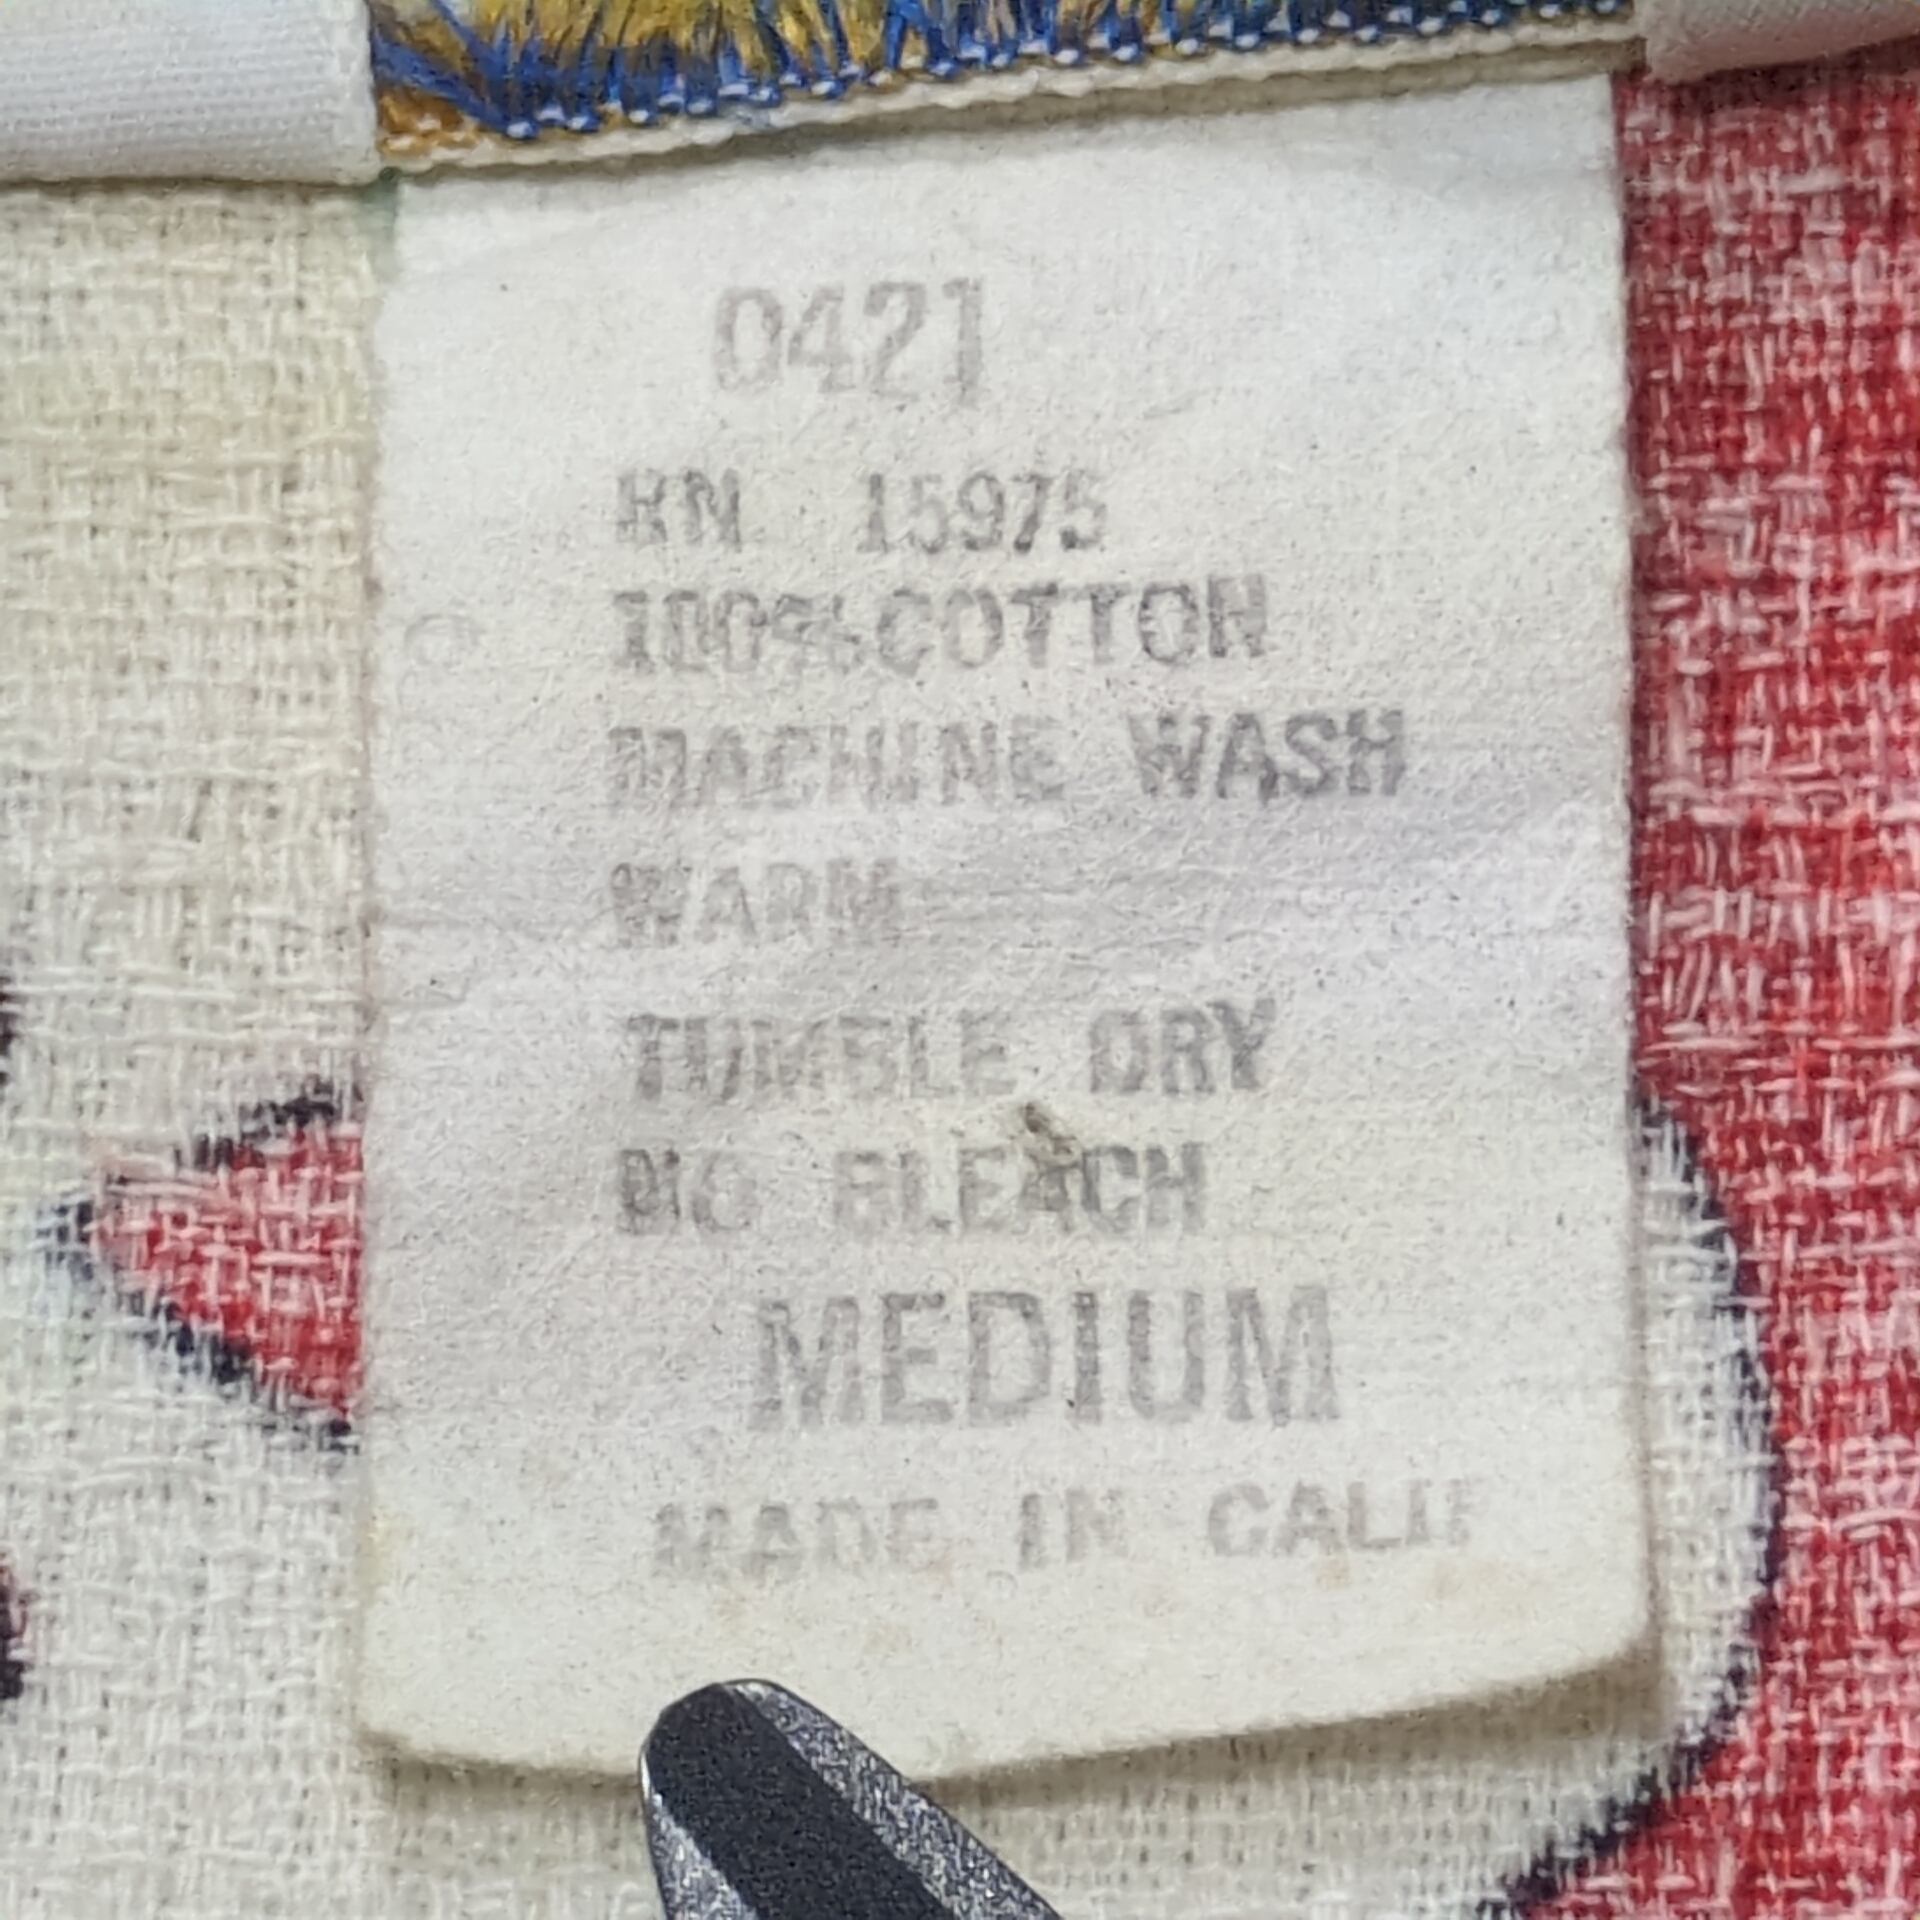 0421
RN 15975
100%COTTON
MACHINE WASH
WARM
TUMBLE DRY
NO BLEACH
MEDIUM
MADE IN CALIF